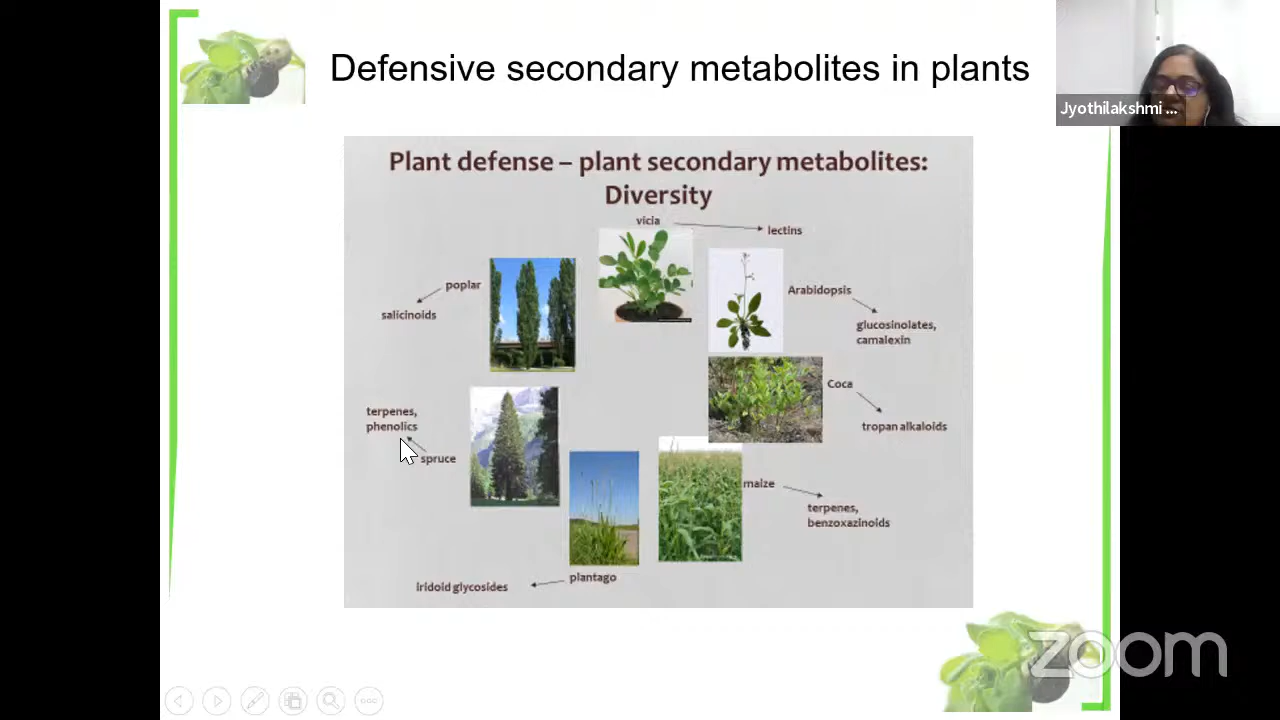 Defensive secondary metabolites in plants
Jyothilakshmi ...
Plant defense – plant secondary metabolites:
Diversity
vicia
lectins
poplar
salicinoids
Arabidopsis
glucosinolates,
camalexin
Coca
tropan alkaloids
terpenes,
phenolics
spruce
maize
terpenes,
benzoxazinoids
plantago
iridoid glycosides
zoom